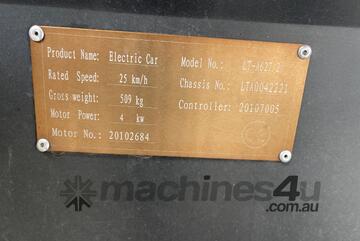 Product Name: Electric Car
Model No.: LT-A627/2
Rated Speed: 25 km/h
Chassis No.: LTA0042221
Gross weight: 509 kg
Controller: 20107005
Motor Power: 4 kw
Motor No.: 20102684
machines4u
.com.au